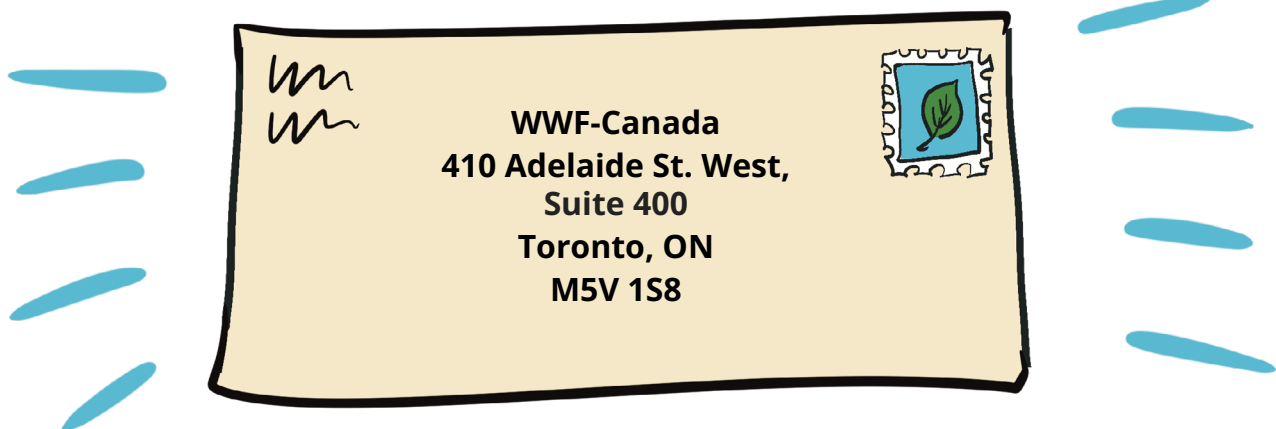 WWF-Canada
410 Adelaide St. West,
Suite 400
Toronto, ON
M5V 1S8